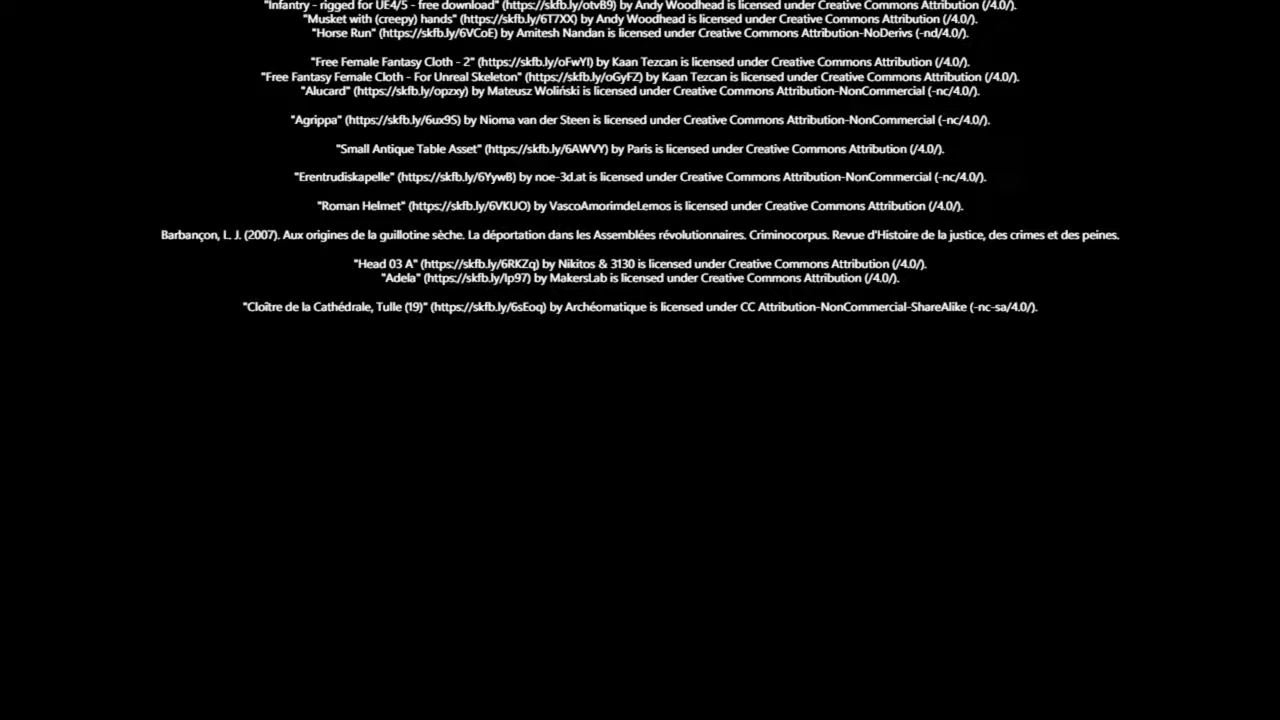 "Infantry - rigged for UE4/5 - free download" (https://skfb.ly/otvB9) by Andy Woodhead is licensed under Creative Commons Attribution (/4.0/).
"Musket with (creepy) hands" (https://skfb.ly/6T7XX) by Andy Woodhead is licensed under Creative Commons Attribution (/4.0/).
"Horse Run" (https://skfb.ly/6VCoE) by Amitesh Nandan is licensed under Creative Commons Attribution-NoDerivs (-nd/4.0/).
"Free Female Fantasy Cloth - 2" (https://skfb.ly/oFwYI) by Kaan Tezcan is licensed under Creative Commons Attribution (/4.0/).
"Free Fantasy Female Cloth - For Unreal Skeleton" (https://skfb.ly/oGyFZ) by Kaan Tezcan is licensed under Creative Commons Attribution (/4.0/).
"Alucard" (https://skfb.ly/opzxy) by Mateusz Woliński is licensed under Creative Commons Attribution-NonCommercial (-nc/4.0/).
"Agrippa" (https://skfb.ly/6ux9S) by Nioma van der Steen is licensed under Creative Commons Attribution-NonCommercial (-nc/4.0/).
"Small Antique Table Asset" (https://skfb.ly/6AWVY) by Paris is licensed under Creative Commons Attribution (/4.0/).
"Erentrudiskapelle" (https://skfb.ly/6YywB) by noe-3d.at is licensed under Creative Commons Attribution-NonCommercial (-nc/4.0/).
"Roman Helmet" (https://skfb.ly/6VKUO) by VascoAmorimdeLemos is licensed under Creative Commons Attribution (/4.0/).
Barbançon, L. J. (2007). Aux origines de la guillotine sèche. La déportation dans les Assemblées révolutionnaires. Criminocorpus. Revue d'Histoire de la justice, des crimes et des peines.
"Head 03 A" (https://skfb.ly/6RKZq) by Nikitos & 3130 is licensed under Creative Commons Attribution (/4.0/).
"Adela" (https://skfb.ly/Ip97) by MakersLab is licensed under Creative Commons Attribution (/4.0/).
"Cloître de la Cathédrale, Tulle (19)" (https://skfb.ly/6sEoq) by Archéomatique is licensed under CC Attribution-NonCommercial-ShareAlike (-nc-sa/4.0/).